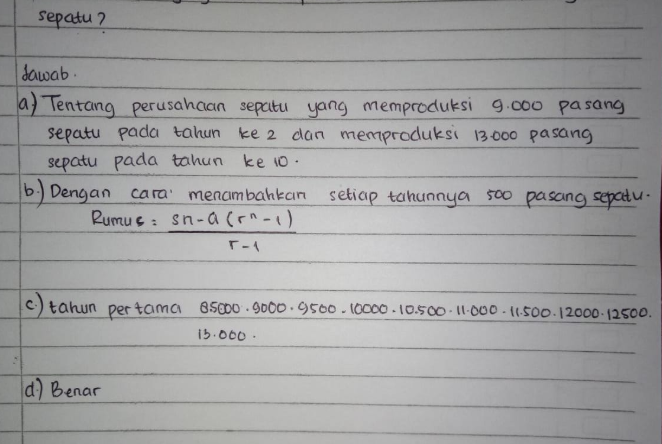 sepatu?
Jawab.
a) Tentang perusahaan sepatu yang memproduksi 9.000 pasang
sepatu pada tahun ke 2 dan memproduksi 13.000 pasang
sepatu pada tahun ke 10.
b.) Dengan cara menambahkan setiap tahunnya 500 pasang sepatu.
Rumus : sn-a (rⁿ-1)
r-1
c.) tahun pertama 85000.9000.9500.10000.10.500.11.000.11.500.12000.12500.
13.000.
d.) Benar